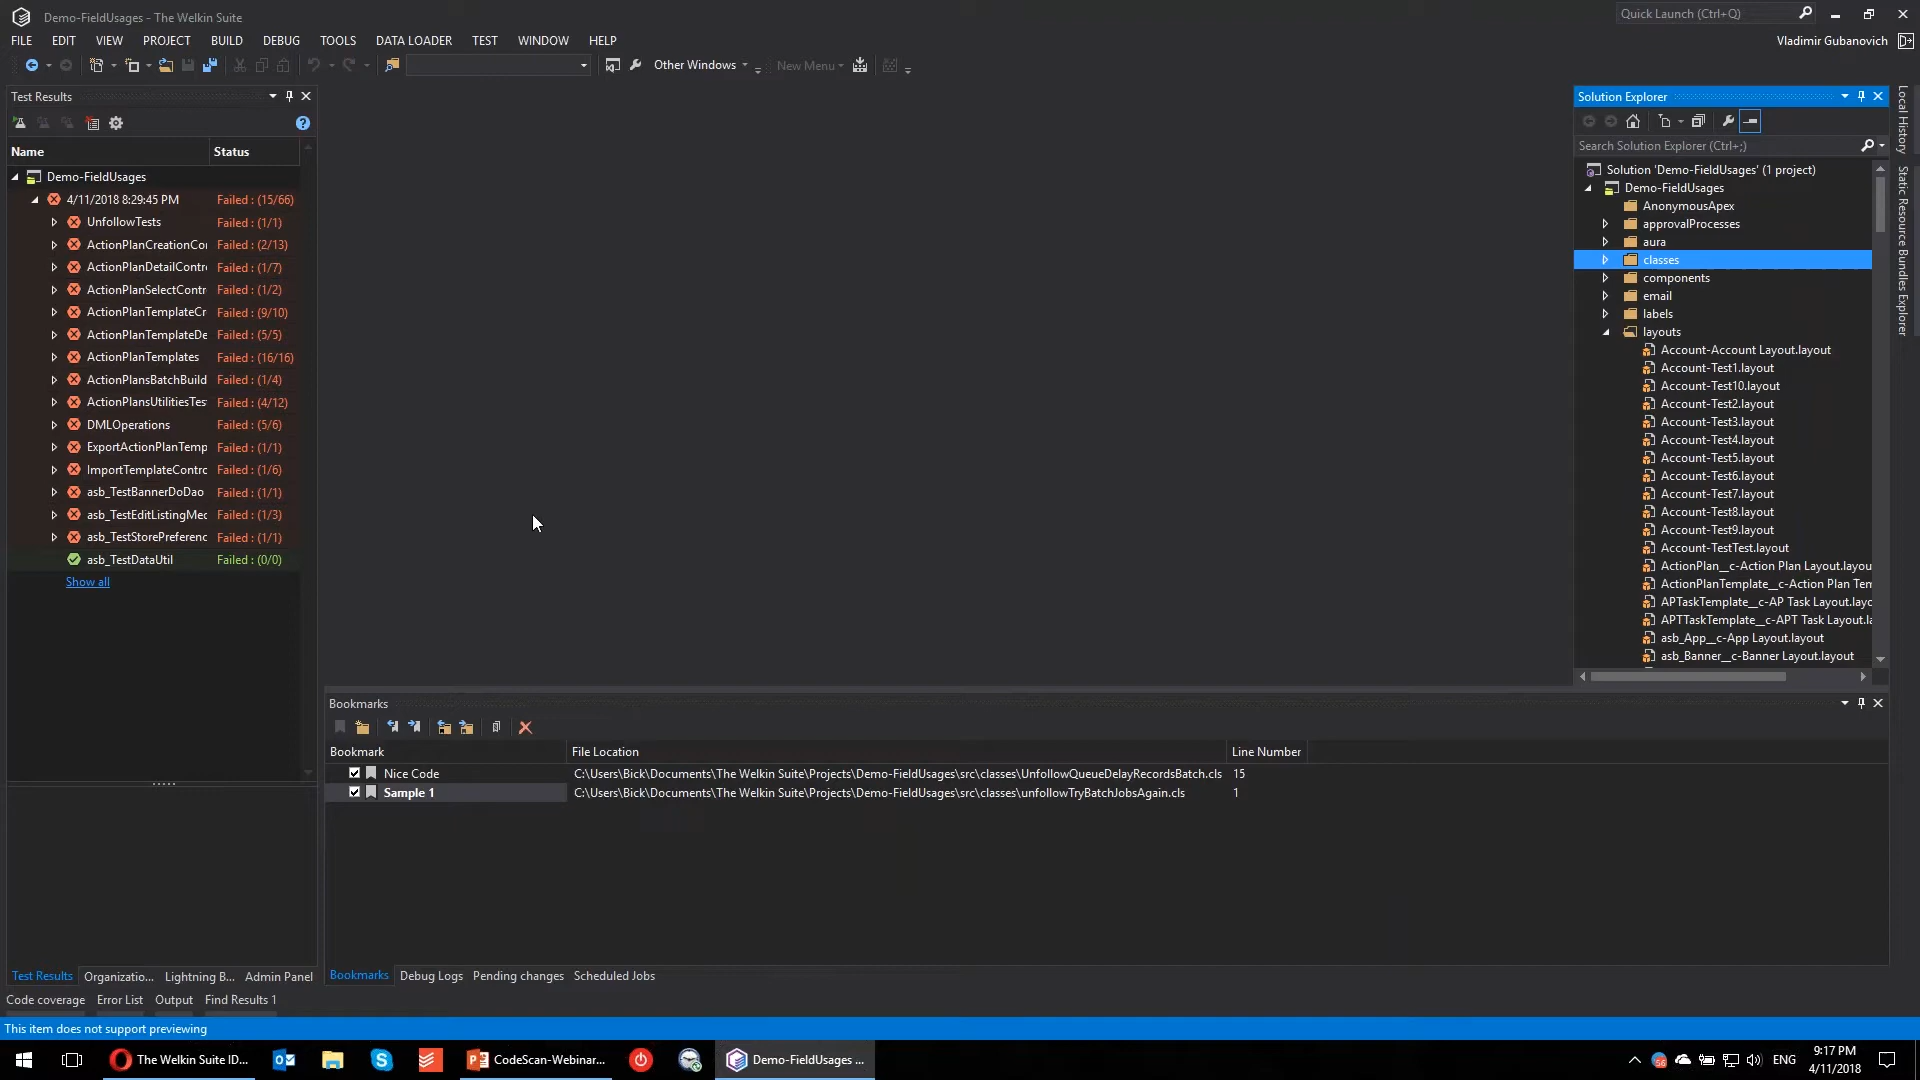 Demo-FieldUsages - The Welkin Suite
Quick Launch (Ctrl+Q)
FILE EDIT VIEW PROJECT BUILD DEBUG TOOLS DATA LOADER TEST WINDOW HELP
Vladimir Gubanovich
Other Windows
New Menu
Test Results
Name Status
Demo-FieldUsages
4/11/2018 8:29:45 PM Failed : (15/66)
UnfollowTests Failed : (1/1)
ActionPlanCreationCor Failed : (2/13)
ActionPlanDetailContr Failed : (1/7)
ActionPlanSelectContr Failed : (1/2)
ActionPlanTemplateCr Failed : (9/10)
ActionPlanTemplateDe Failed : (5/5)
ActionPlanTemplates Failed : (16/16)
ActionPlansBatchBuild Failed : (1/4)
ActionPlansUtilitiesTes Failed : (4/12)
DMLOperations Failed : (5/6)
ExportActionPlanTemp Failed : (1/1)
ImportTemplateContrc Failed : (1/6)
asb_TestBannerDoDao Failed : (1/1)
asb_TestEditListingMec Failed : (1/3)
asb_TestStorePreferenc Failed : (1/1)
asb_TestDataUtil Failed : (0/0)
Show all
Test Results Organizatio... Lightning B... Admin Panel
Bookmarks
Bookmark File Location Line Number
Nice Code C:\Users\Bick\Documents\The Welkin Suite\Projects\Demo-FieldUsages\src\classes\UnfollowQueueDelayRecordsBatch.cls 15
Sample 1 C:\Users\Bick\Documents\The Welkin Suite\Projects\Demo-FieldUsages\src\classes\unfollowTryBatchJobsAgain.cls 1
Bookmarks Debug Logs Pending changes Scheduled Jobs
Solution Explorer
Search Solution Explorer (Ctrl+;)
Solution 'Demo-FieldUsages' (1 project)
Demo-FieldUsages
AnonymousApex
approvalProcesses
aura
classes
components
email
labels
layouts
Account-Account Layout.layout
Account-Test1.layout
Account-Test10.layout
Account-Test2.layout
Account-Test3.layout
Account-Test4.layout
Account-Test5.layout
Account-Test6.layout
Account-Test7.layout
Account-Test8.layout
Account-Test9.layout
Account-TestTest.layout
ActionPlan__c-Action Plan Layout.layou
ActionPlanTemplate__c-Action Plan Ten
APTaskTemplate__c-AP Task Layout.layo
APTTaskTemplate__c-APT Task Layout.la
asb_App__c-App Layout.layout
asb_Banner__c-Banner Layout.layout
Local History
Static Resource Bundles Explorer
Code coverage Error List Output Find Results 1
This item does not support previewing
The Welkin Suite ID...
CodeScan-Webinar...
Demo-FieldUsages ...
56
ENG
9:17 PM
4/11/2018